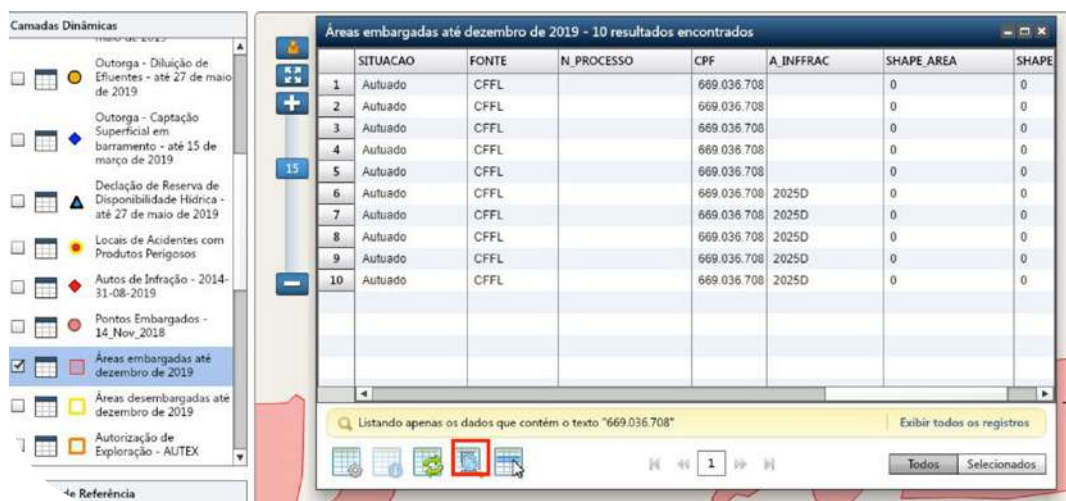 Camadas Dinâmicas
maio de 2019
Outorga - Diluição de
Efluentes - até 27 de maio
de 2019
Outorga - Captação
Superficial em
barramento - até 15 de
março de 2019
Declação de Reserva de
Disponibilidade Hídrica -
até 27 de maio de 2019
Locais de Acidentes com
Produtos Perigosos
Autos de Infração - 2014-
31-08-2019
Pontos Embargados -
14_Nov_2018
Áreas embargadas até
dezembro de 2019
Áreas desembargadas até
dezembro de 2019
Autorização de
Exploração - AUTEX
de Referência
15
Áreas embargadas até dezembro de 2019 - 10 resultados encontrados
SITUACAO FONTE N_PROCESSO CPF A_INFFRAC SHAPE_AREA SHAPE
1 Autuado CFFL 669.036.708 0 0
2 Autuado CFFL 669.036.708 0 0
3 Autuado CFFL 669.036.708 0 0
4 Autuado CFFL 669.036.708 0 0
5 Autuado CFFL 669.036.708 0 0
6 Autuado CFFL 669.036.708 2025D 0 0
7 Autuado CFFL 669.036.708 2025D 0 0
8 Autuado CFFL 669.036.708 2025D 0 0
9 Autuado CFFL 669.036.708 2025D 0 0
10 Autuado CFFL 669.036.708 2025D 0 0
Listando apenas os dados que contém o texto "669.036.708" Exibir todos os registros
1 Todos Selecionados